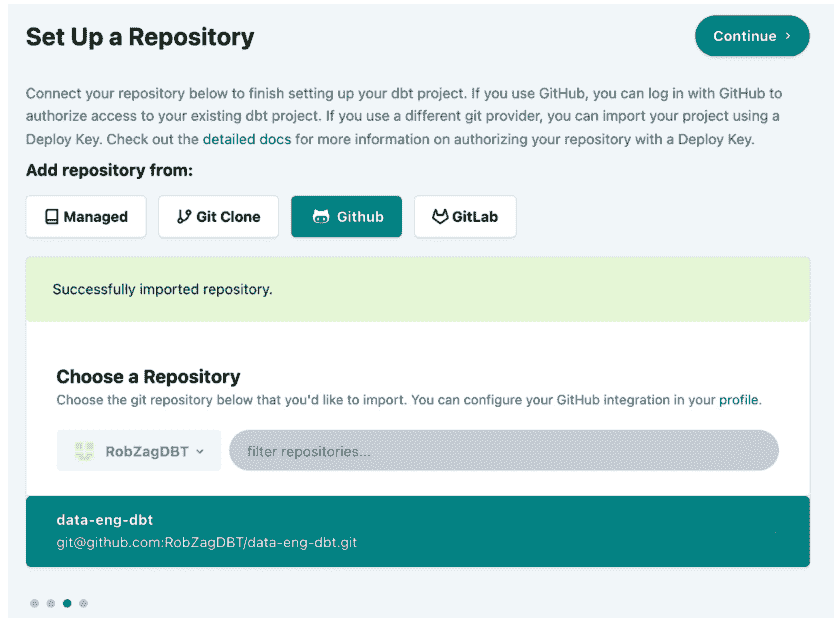 Set Up a Repository
Continue ›
Connect your repository below to finish setting up your dbt project. If you use GitHub, you can log in with GitHub to
authorize access to your existing dbt project. If you use a different git provider, you can import your project using a
Deploy Key. Check out the detailed docs for more information on authorizing your repository with a Deploy Key.
Add repository from:
Managed Git Clone Github GitLab
Successfully imported repository.
Choose a Repository
Choose the git repository below that you'd like to import. You can configure your GitHub integration in your profile.
RobZagDBT filter repositories...
data-eng-dbt
git@github.com:RobZagDBT/data-eng-dbt.git